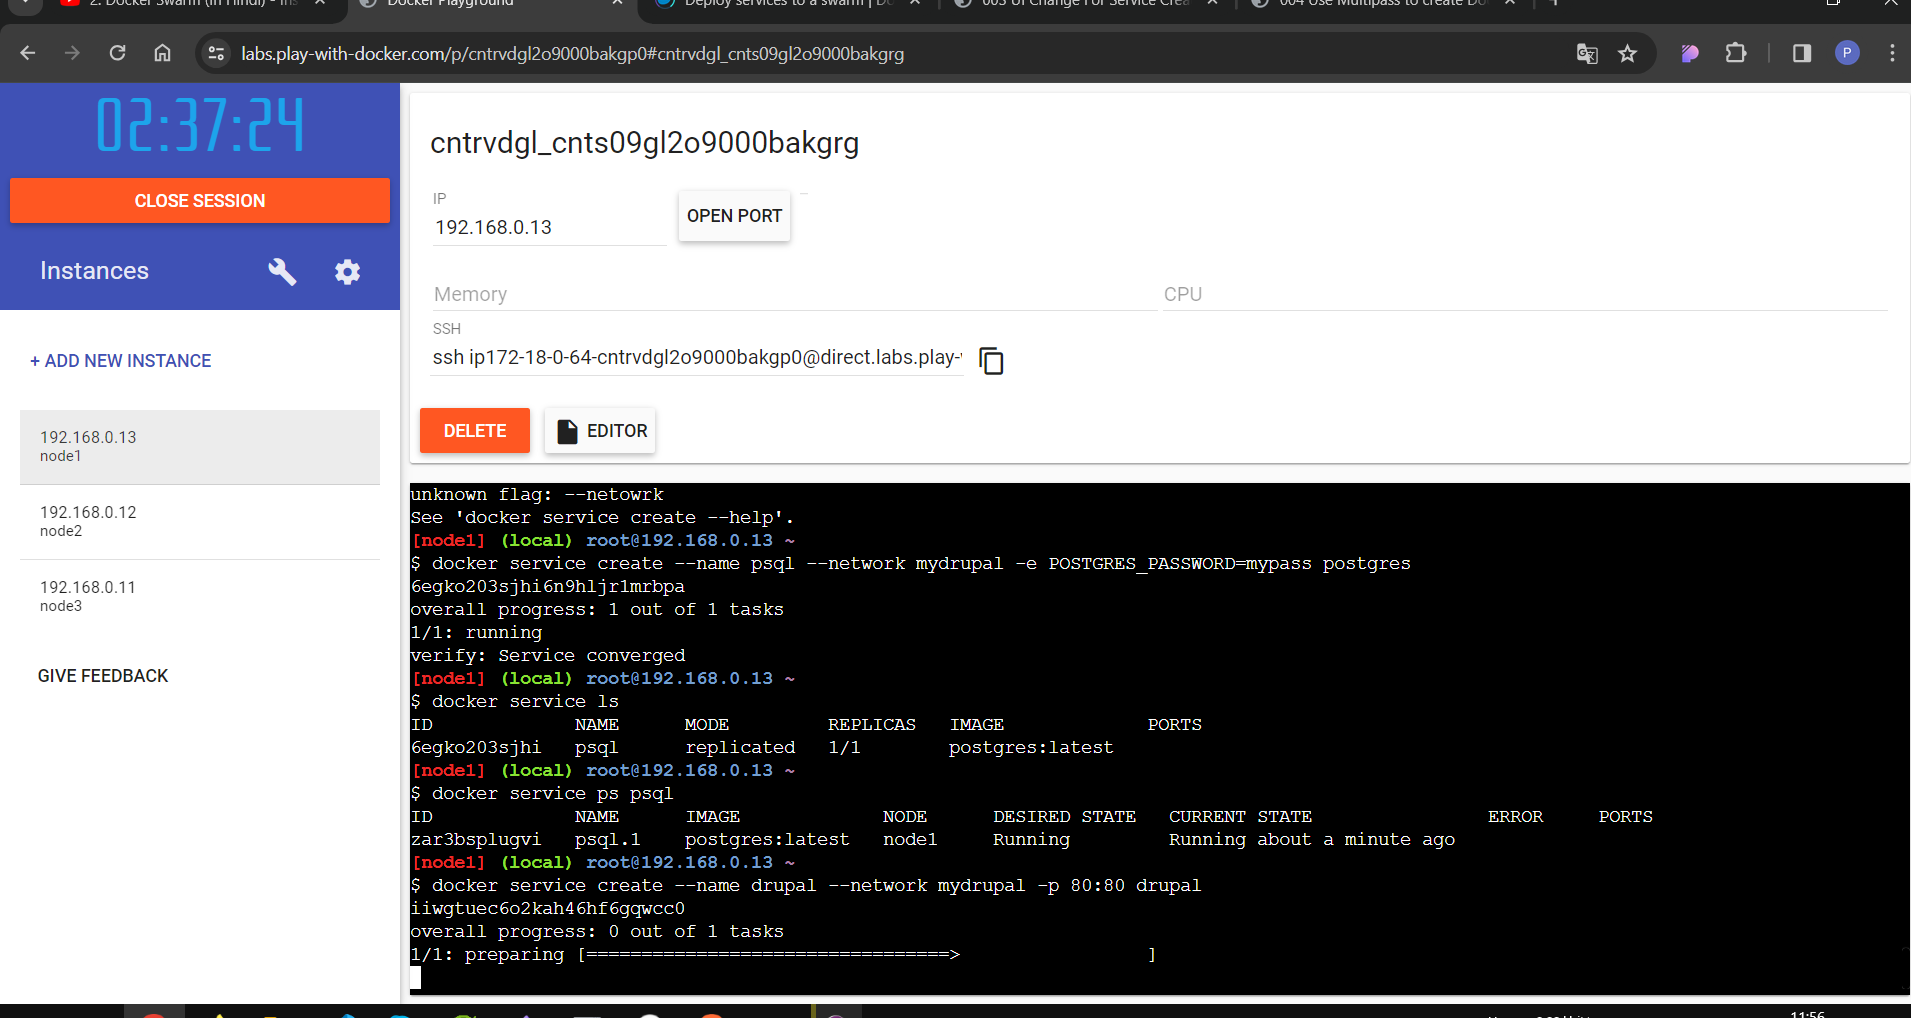 2. Docker Swarm (in Hindi) - Ins
Docker Playground
Deploy services to a swarm | Do
003 UI Change For Service Crea
004 Use Multipass to create Do
labs.play-with-docker.com/p/cntrvdgl2o9000bakgp0#cntrvdgl_cnts09gl2o9000bakgrg
P
02:37:24
CLOSE SESSION
Instances
+ ADD NEW INSTANCE
192.168.0.13
node1
192.168.0.12
node2
192.168.0.11
node3
GIVE FEEDBACK
cntrvdgl_cnts09gl2o9000bakgrg
IP
192.168.0.13
OPEN PORT
Memory
CPU
SSH
ssh ip172-18-0-64-cntrvdgl2o9000bakgp0@direct.labs.play-
DELETE
EDITOR
unknown flag: --netowrk
See 'docker service create --help'.
[node1] (local) root@192.168.0.13 ~
$ docker service create --name psql --network mydrupal -e POSTGRES_PASSWORD=mypass postgres
6egko203sjhi6n9hljr1mrbpa
overall progress: 1 out of 1 tasks
1/1: running
verify: Service converged
[node1] (local) root@192.168.0.13 ~
$ docker service ls
ID NAME MODE REPLICAS IMAGE PORTS
6egko203sjhi psql replicated 1/1 postgres:latest
[node1] (local) root@192.168.0.13 ~
$ docker service ps psql
ID NAME IMAGE NODE DESIRED STATE CURRENT STATE ERROR PORTS
zar3bsplugvi psql.1 postgres:latest node1 Running Running about a minute ago
[node1] (local) root@192.168.0.13 ~
$ docker service create --name drupal --network mydrupal -p 80:80 drupal
iiwgtuec6o2kah46hf6gqwcc0
overall progress: 0 out of 1 tasks
1/1: preparing [=================================> ]
11:56